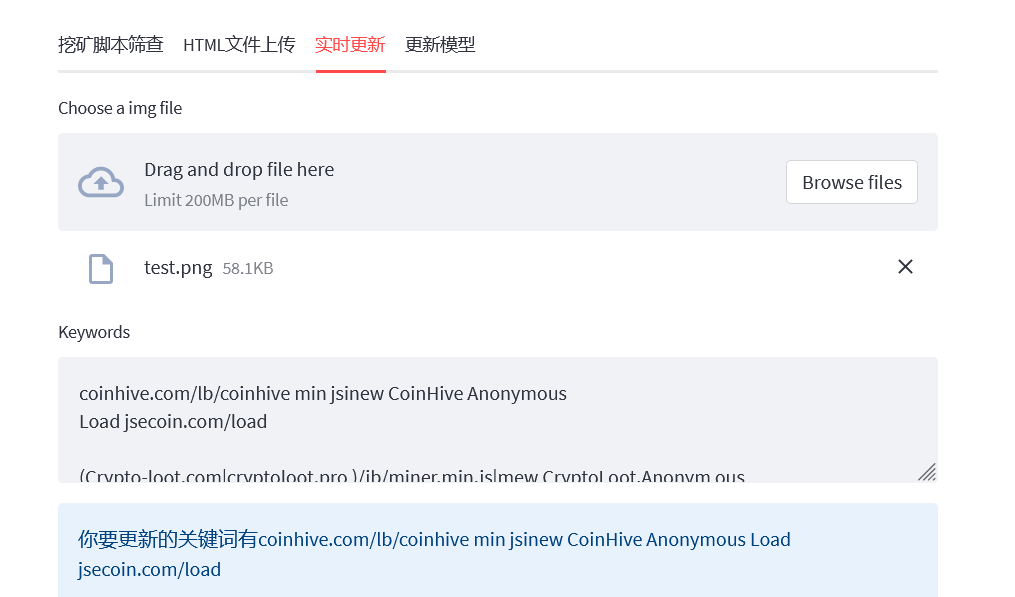 挖矿脚本筛查 HTML文件上传 实时更新 更新模型
Choose a img file
Drag and drop file here
Limit 200MB per file
Browse files
test.png 58.1KB
Keywords
coinhive.com/lb/coinhive min jsinew CoinHive Anonymous
Load jsecoin.com/load
(Crypto-loot.com|cryptoloot.pro )/ib/miner.min.js|mew CryptoLoot.Anonym ous
你要更新的关键词有coinhive.com/lb/coinhive min jsinew CoinHive Anonymous Load
jsecoin.com/load